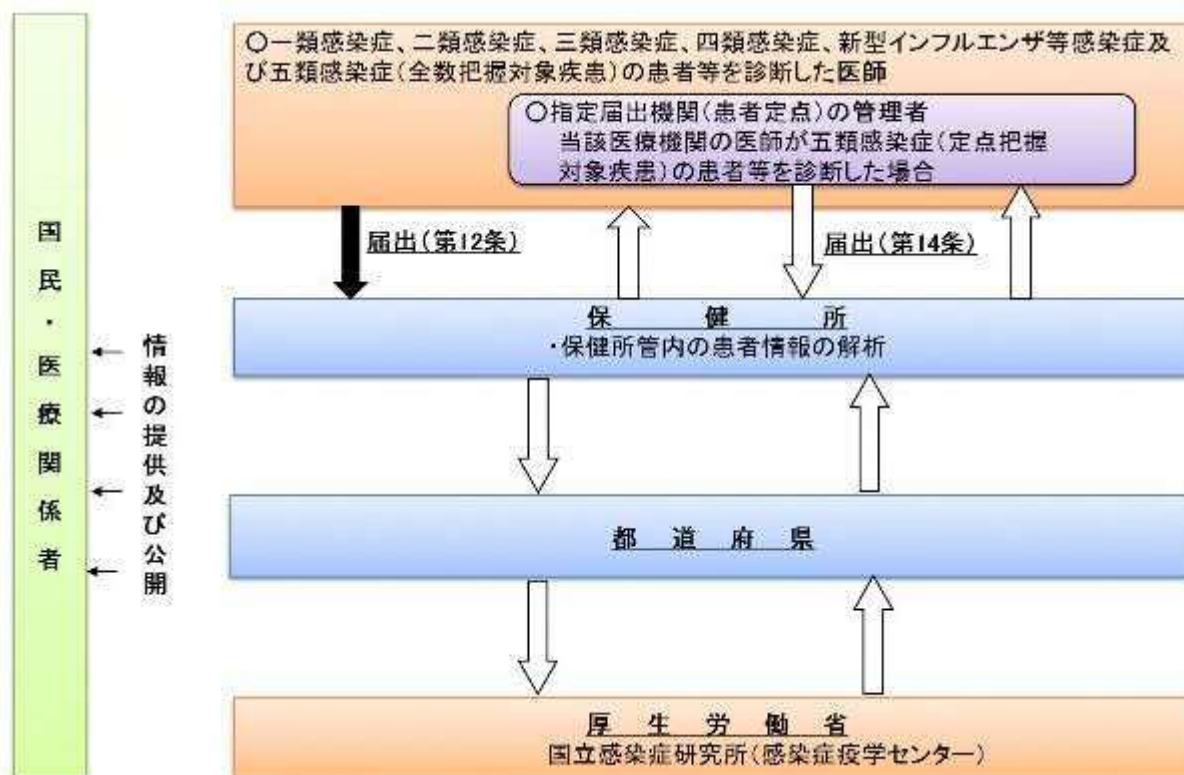 〇一類感染症、二類感染症、三類感染症、四類感染症、新型インフルエンザ等感染症及
び五類感染症(全数把握対象疾患)の患者等を診断した医師
〇指定届出機関(患者定点)の管理者
当該医療機関の医師が五類感染症(定点把握
対象疾患)の患者等を診断した場合
届出(第12条)
届出(第14条)
保健所
・保健所管内の患者情報の解析
都道府県
厚生労働省
国立感染症研究所(感染症疫学センター)
情報の提供及び公開
国民・医療関係者